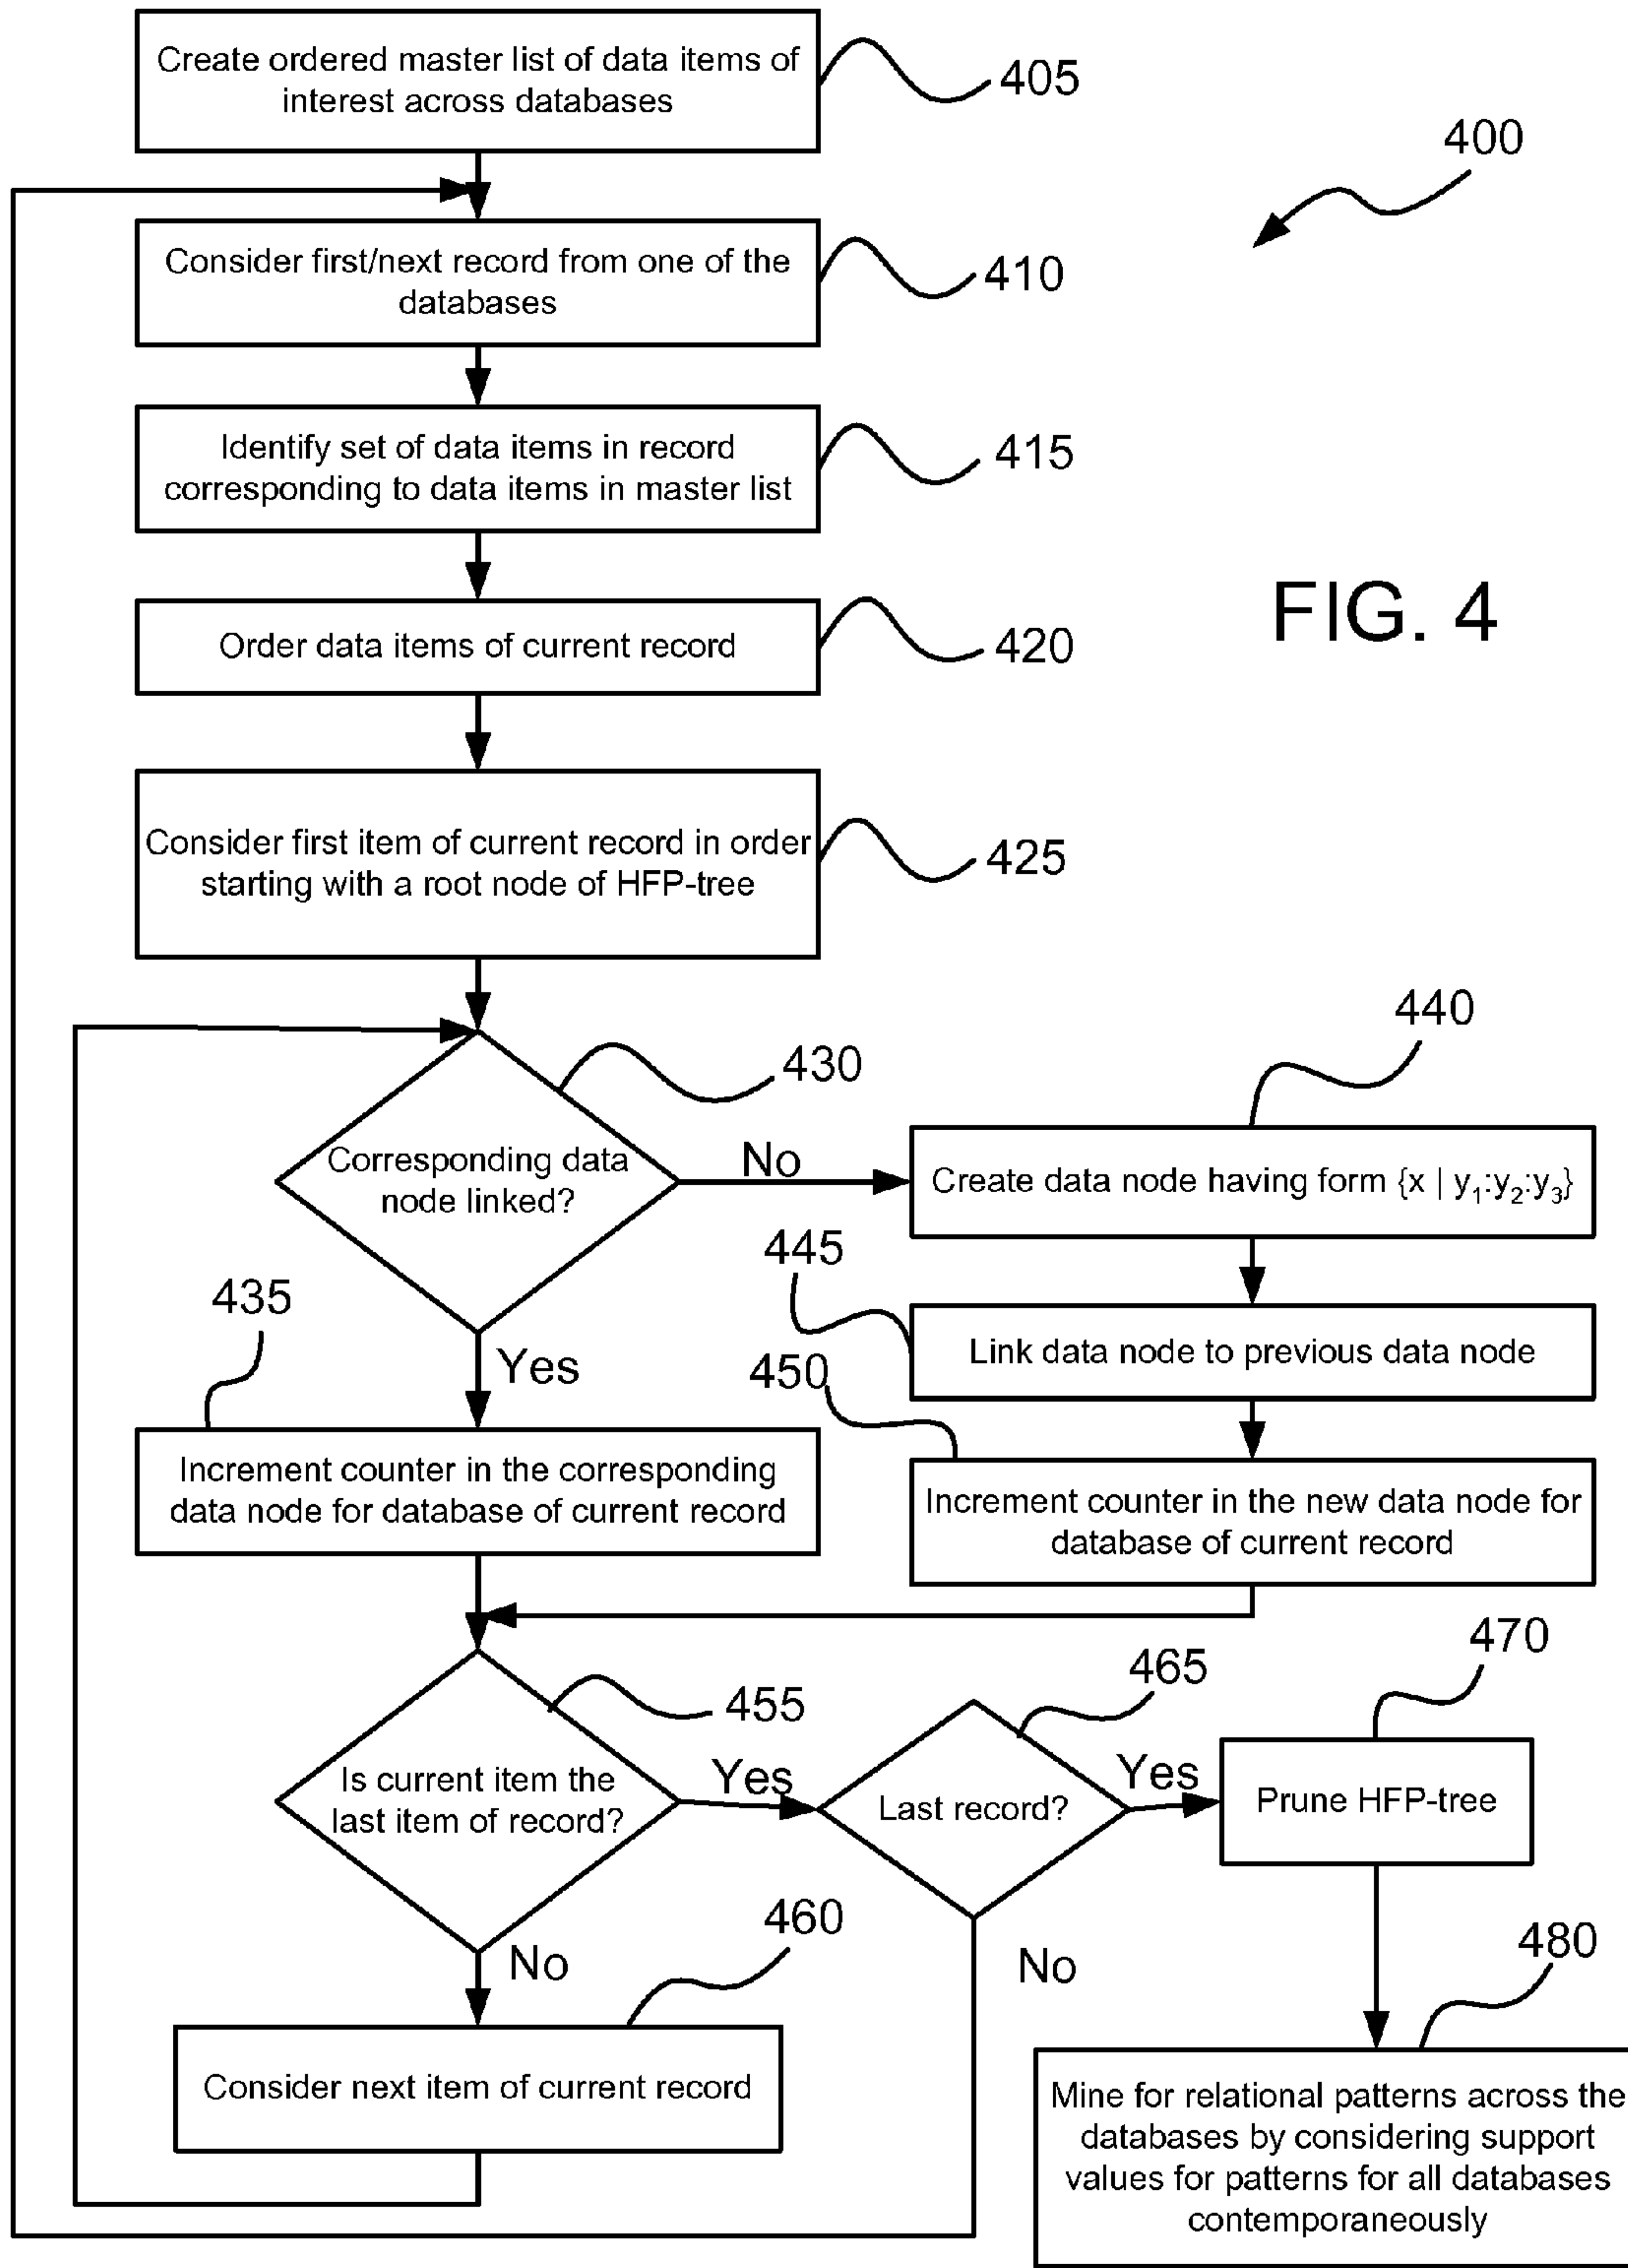 Create ordered master list of data items of
interest across databases
405
400
Consider first/next record from one of the
databases
410
Identify set of data items in record
corresponding to data items in master list
415
FIG. 4
Order data items of current record
420
Consider first item of current record in order
starting with a root node of HFP-tree
425
440
430
Corresponding data
node linked?
No
Create data node having form {x | y₁:y₂:y₃}
445
435
Yes
Link data node to previous data node
450
Increment counter in the corresponding
data node for database of current record
Increment counter in the new data node for
database of current record
470
465
455
Is current item the
last item of record?
Yes
Last record?
Yes
Prune HFP-tree
460
No
No
480
Consider next item of current record
Mine for relational patterns across the
databases by considering support
values for patterns for all databases
contemporaneously